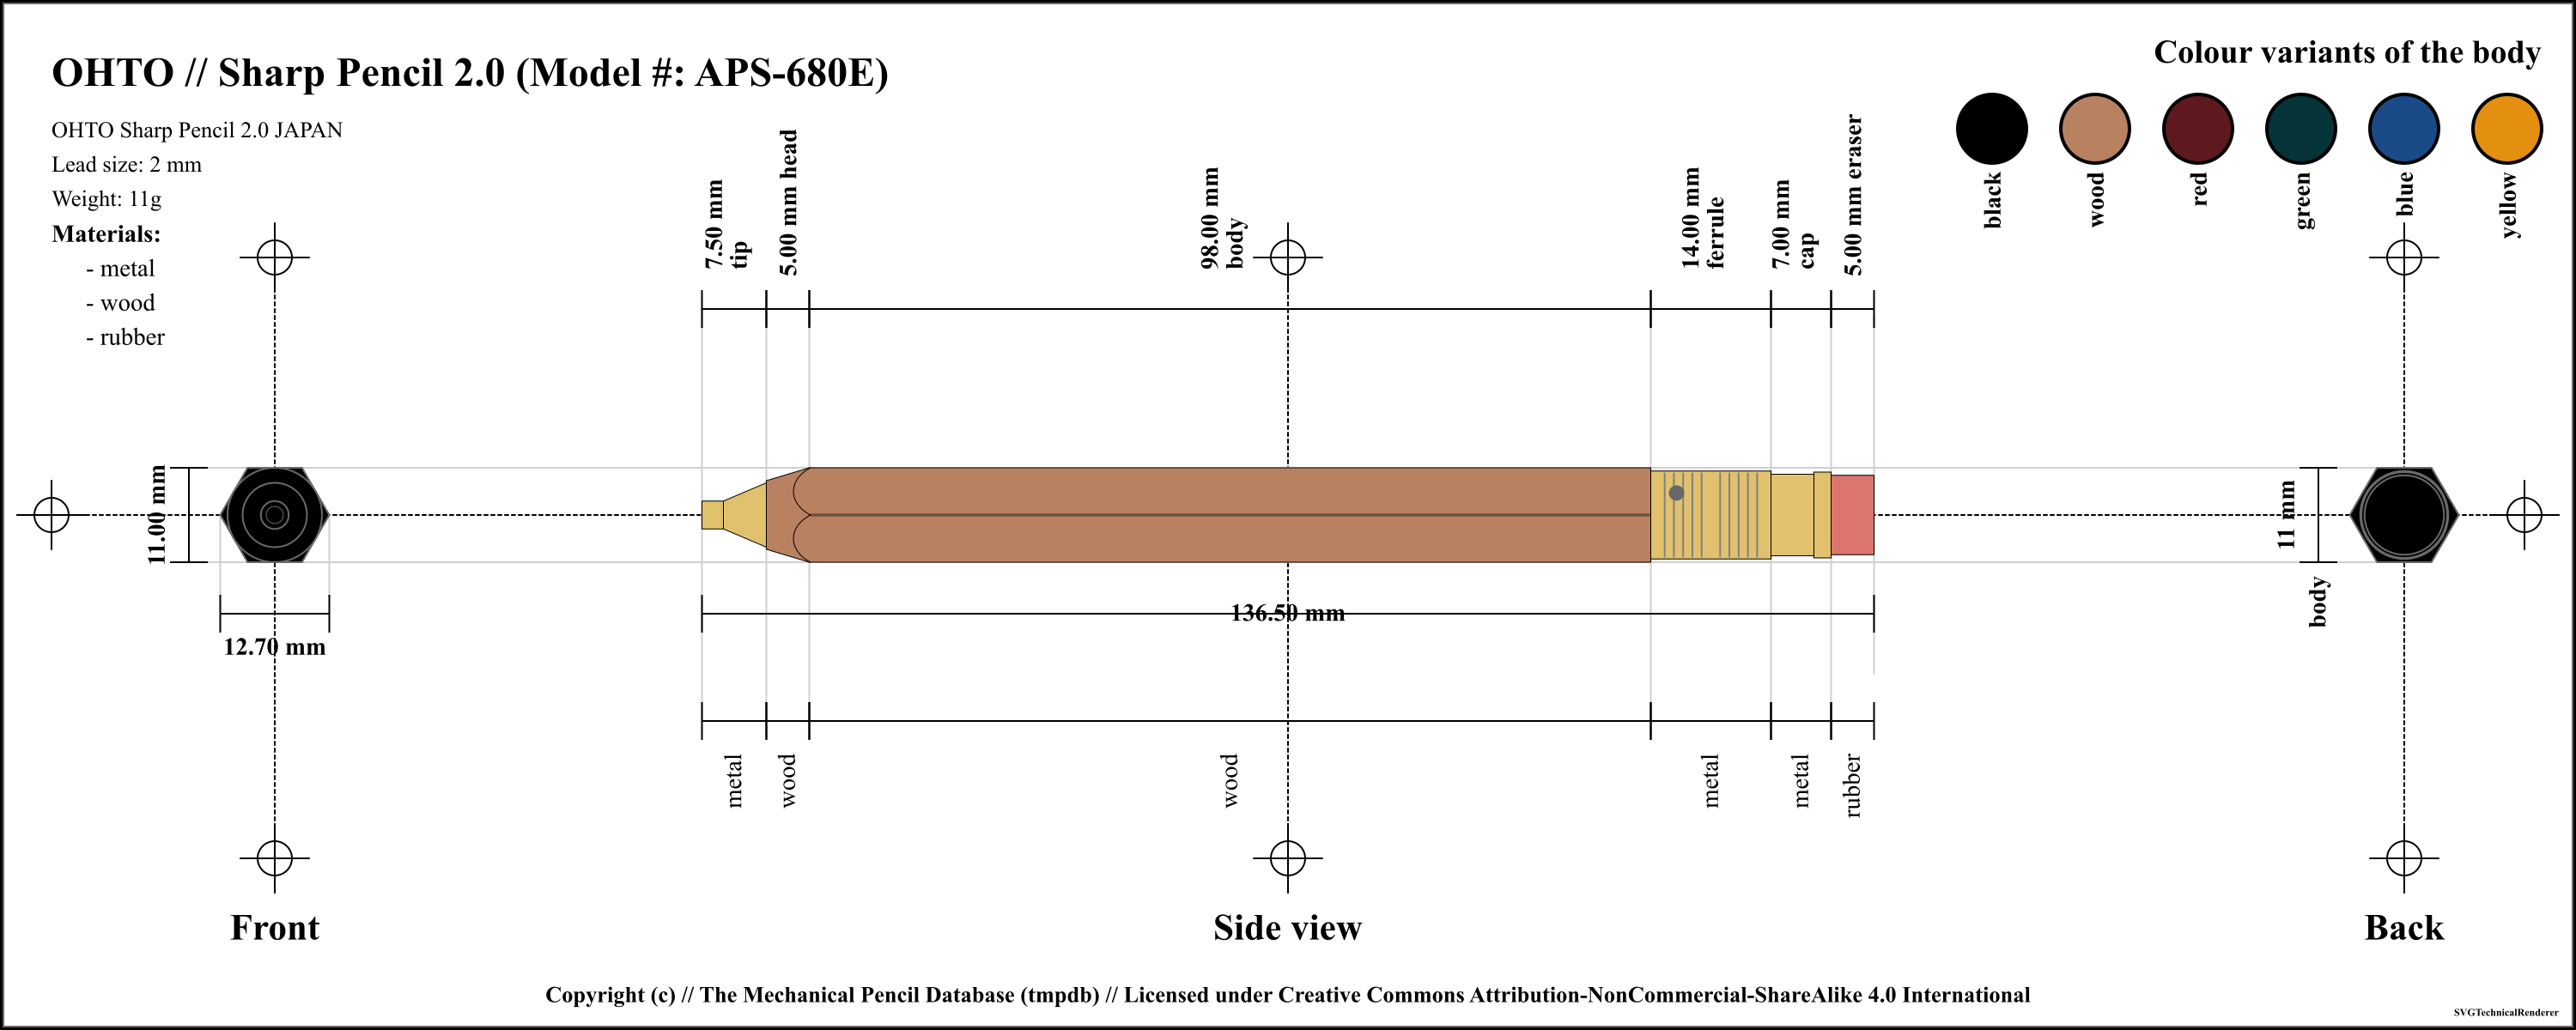 OHTO // Sharp Pencil 2.0 (Model #: APS-680E)
OHTO Sharp Pencil 2.0 JAPAN
Lead size: 2 mm
Weight: 11g
Materials:
- metal
- wood
- rubber
Colour variants of the body
black
wood
red
green
blue
yellow
7.50 mm
tip
5.00 mm head
98.00 mm
body
14.00 mm
ferrule
7.00 mm
cap
5.00 mm eraser
11.00 mm
12.70 mm
136.50 mm
11 mm
body
metal
wood
wood
metal
metal
rubber
Front
Side view
Back
Copyright (c) // The Mechanical Pencil Database (tmpdb) // Licensed under Creative Commons Attribution-NonCommercial-ShareAlike 4.0 International
SVGTechnicalRenderer